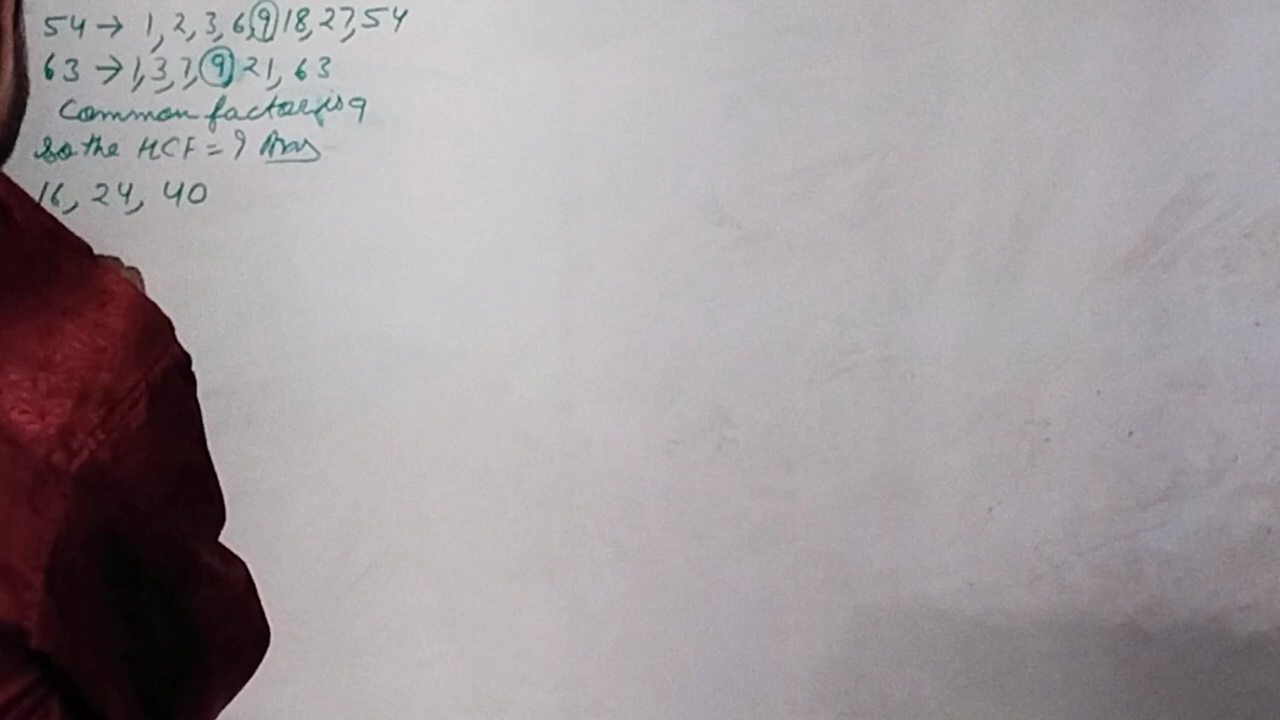 54 → 1, 2, 3, 6, 9, 18, 27, 54
63 → 1, 3, 7, 9, 21, 63
Common factor is 9
So the HCF = 9 Ans
16, 24, 40